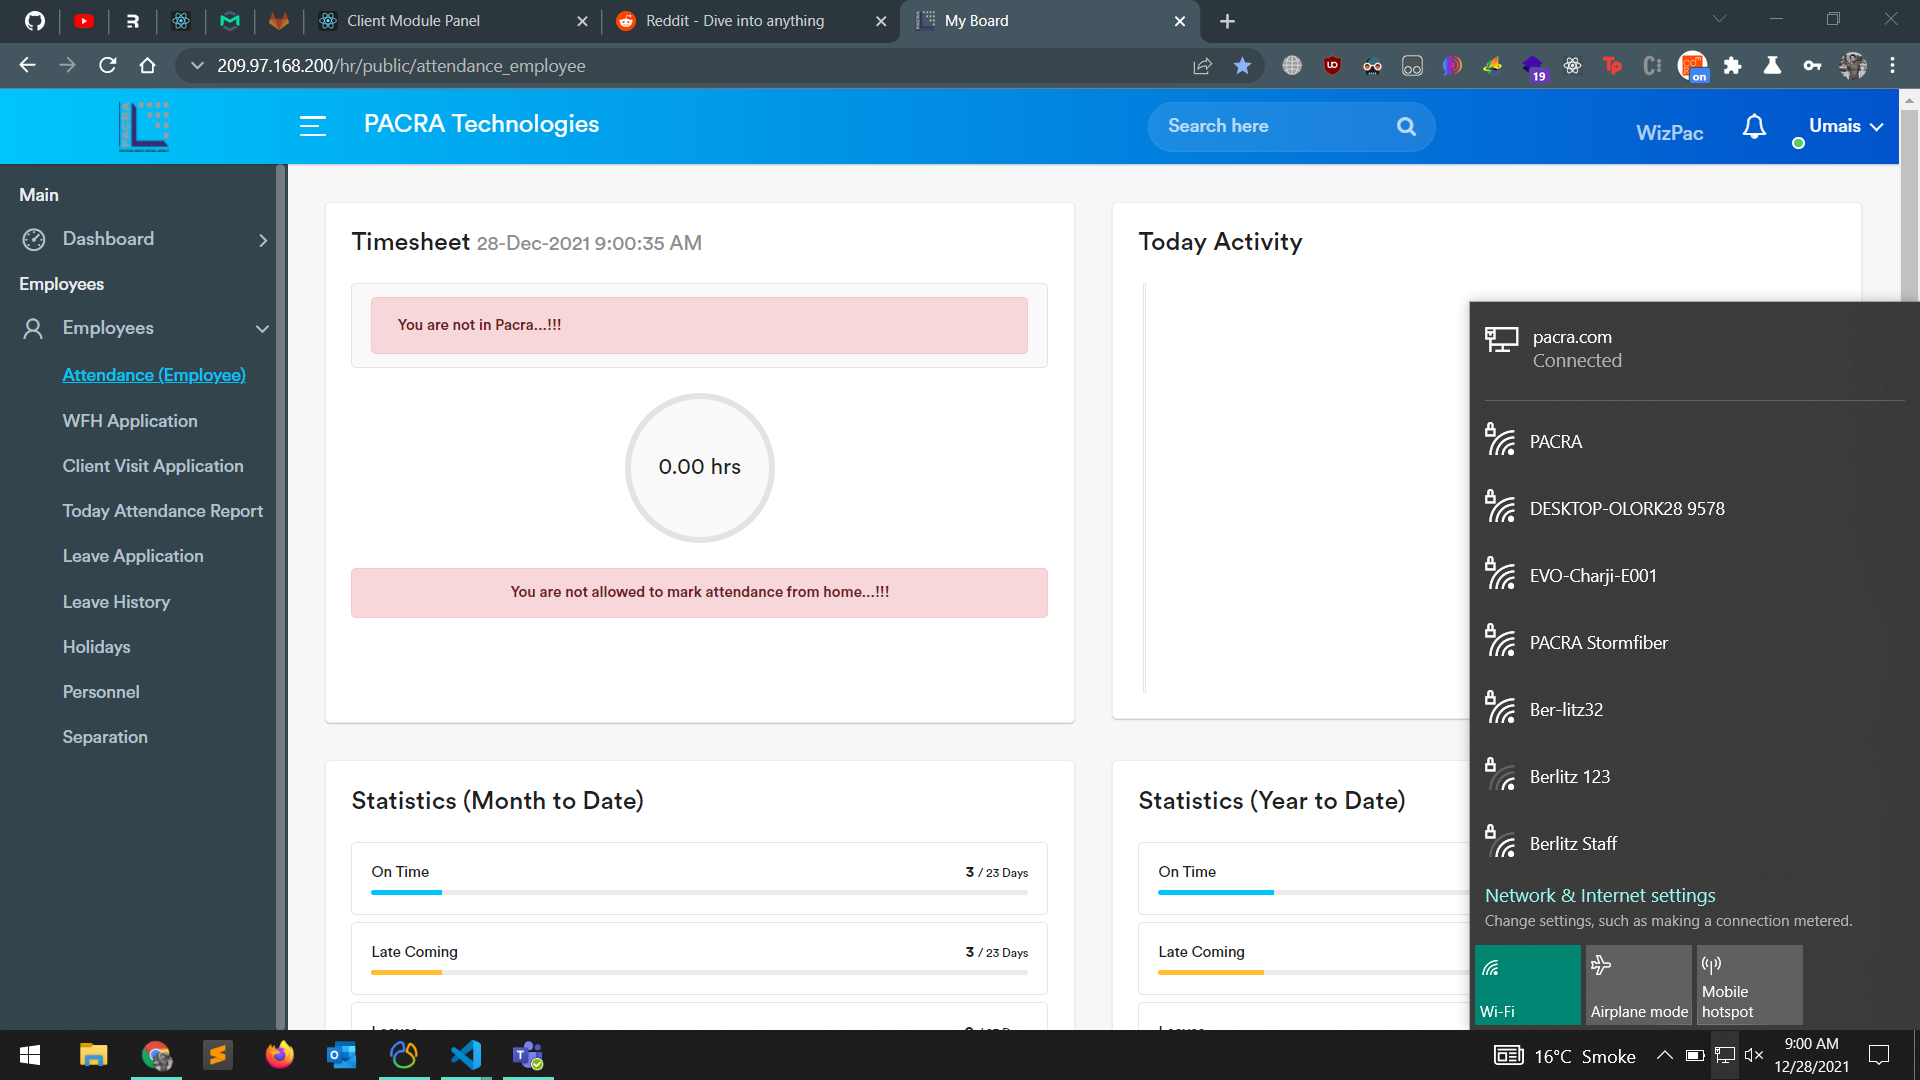 Client Module Panel
Reddit - Dive into anything
My Board
209.97.168.200/hr/public/attendance_employee
19
on
PACRA
PACRA Technologies
Search here
WizPac
Umais
Main
Dashboard
Employees
Employees
Attendance (Employee)
WFH Application
Client Visit Application
Today Attendance Report
Leave Application
Leave History
Holidays
Personnel
Separation
Timesheet 28-Dec-2021 9:00:35 AM
You are not in Pacra...!!!
0.00 hrs
You are not allowed to mark attendance from home...!!!
Today Activity
Statistics (Month to Date)
On Time
3 / 23 Days
Late Coming
3 / 23 Days
Statistics (Year to Date)
On Time
Late Coming
pacra.com
Connected
PACRA
DESKTOP-OLORK28 9578
EVO-Charji-E001
PACRA Stormfiber
Ber-litz32
Berlitz 123
Berlitz Staff
Network & Internet settings
Change settings, such as making a connection metered.
Wi-Fi
Airplane mode
Mobile
hotspot
16°C Smoke
9:00 AM
12/28/2021